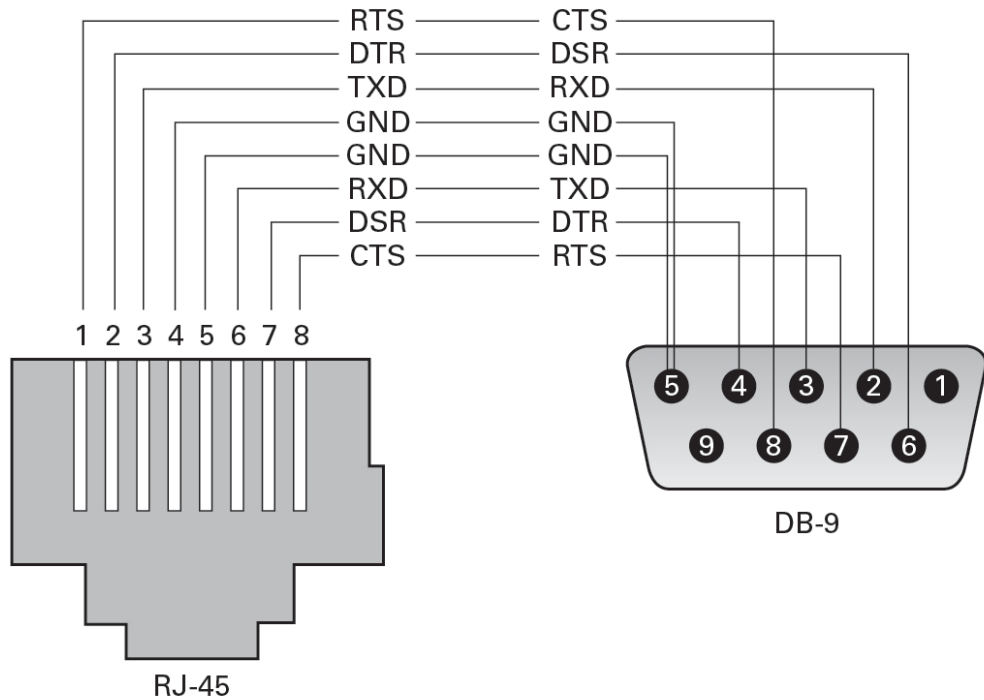 RTS CTS
DTR DSR
TXD RXD
GND GND
GND GND
RXD TXD
DSR DTR
CTS RTS
1 2 3 4 5 6 7 8
5 4 3 2 1
9 8 7 6
DB-9
RJ-45